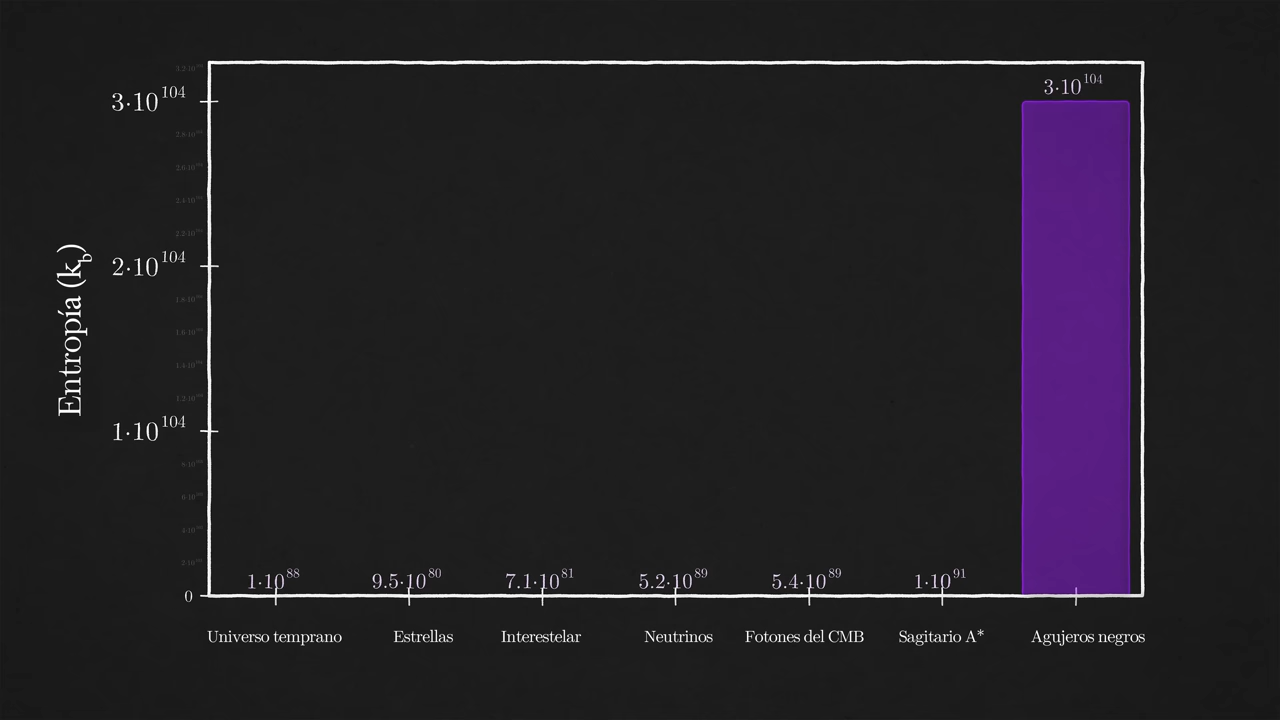 3·10^104
3·10^104
2·10^104
1·10^104
0
Entropía (k_b)
1·10^88
9.5·10^80
7.1·10^81
5.2·10^89
5.4·10^89
1·10^91
Universo temprano
Estrellas
Interestelar
Neutrinos
Fotones del CMB
Sagitario A*
Agujeros negros